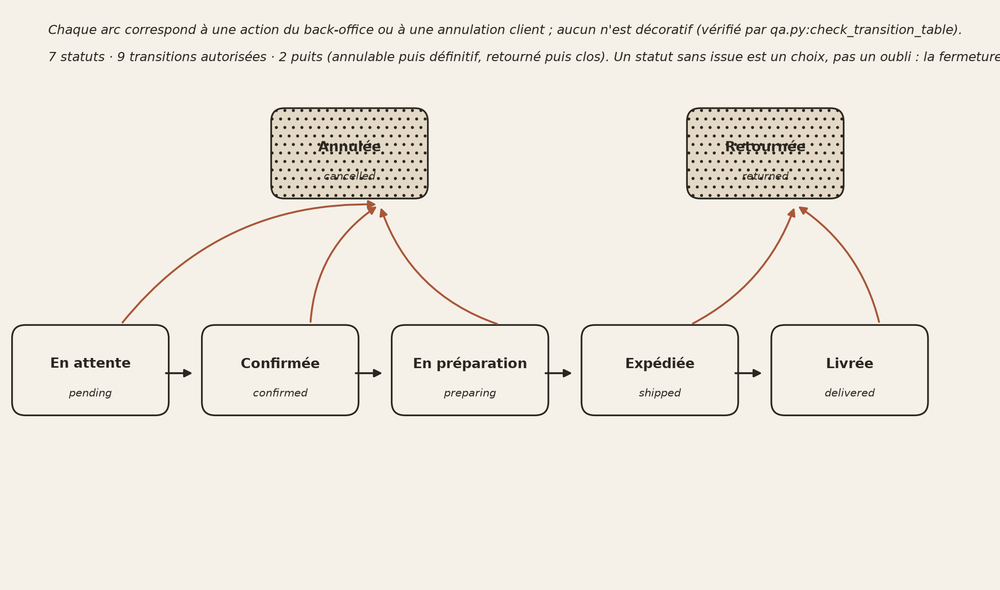 Chaque arc correspond à une action du back-office ou à une annulation client ; aucun n'est décoratif (vérifié par qa.py:check_transition_table).
7 statuts · 9 transitions autorisées · 2 puits (annulable puis définitif, retourné puis clos). Un statut sans issue est un choix, pas un oubli : la fermeture
Annulée
cancelled
Retournée
returned
En attente
pending
Confirmée
confirmed
En préparation
preparing
Expédiée
shipped
Livrée
delivered